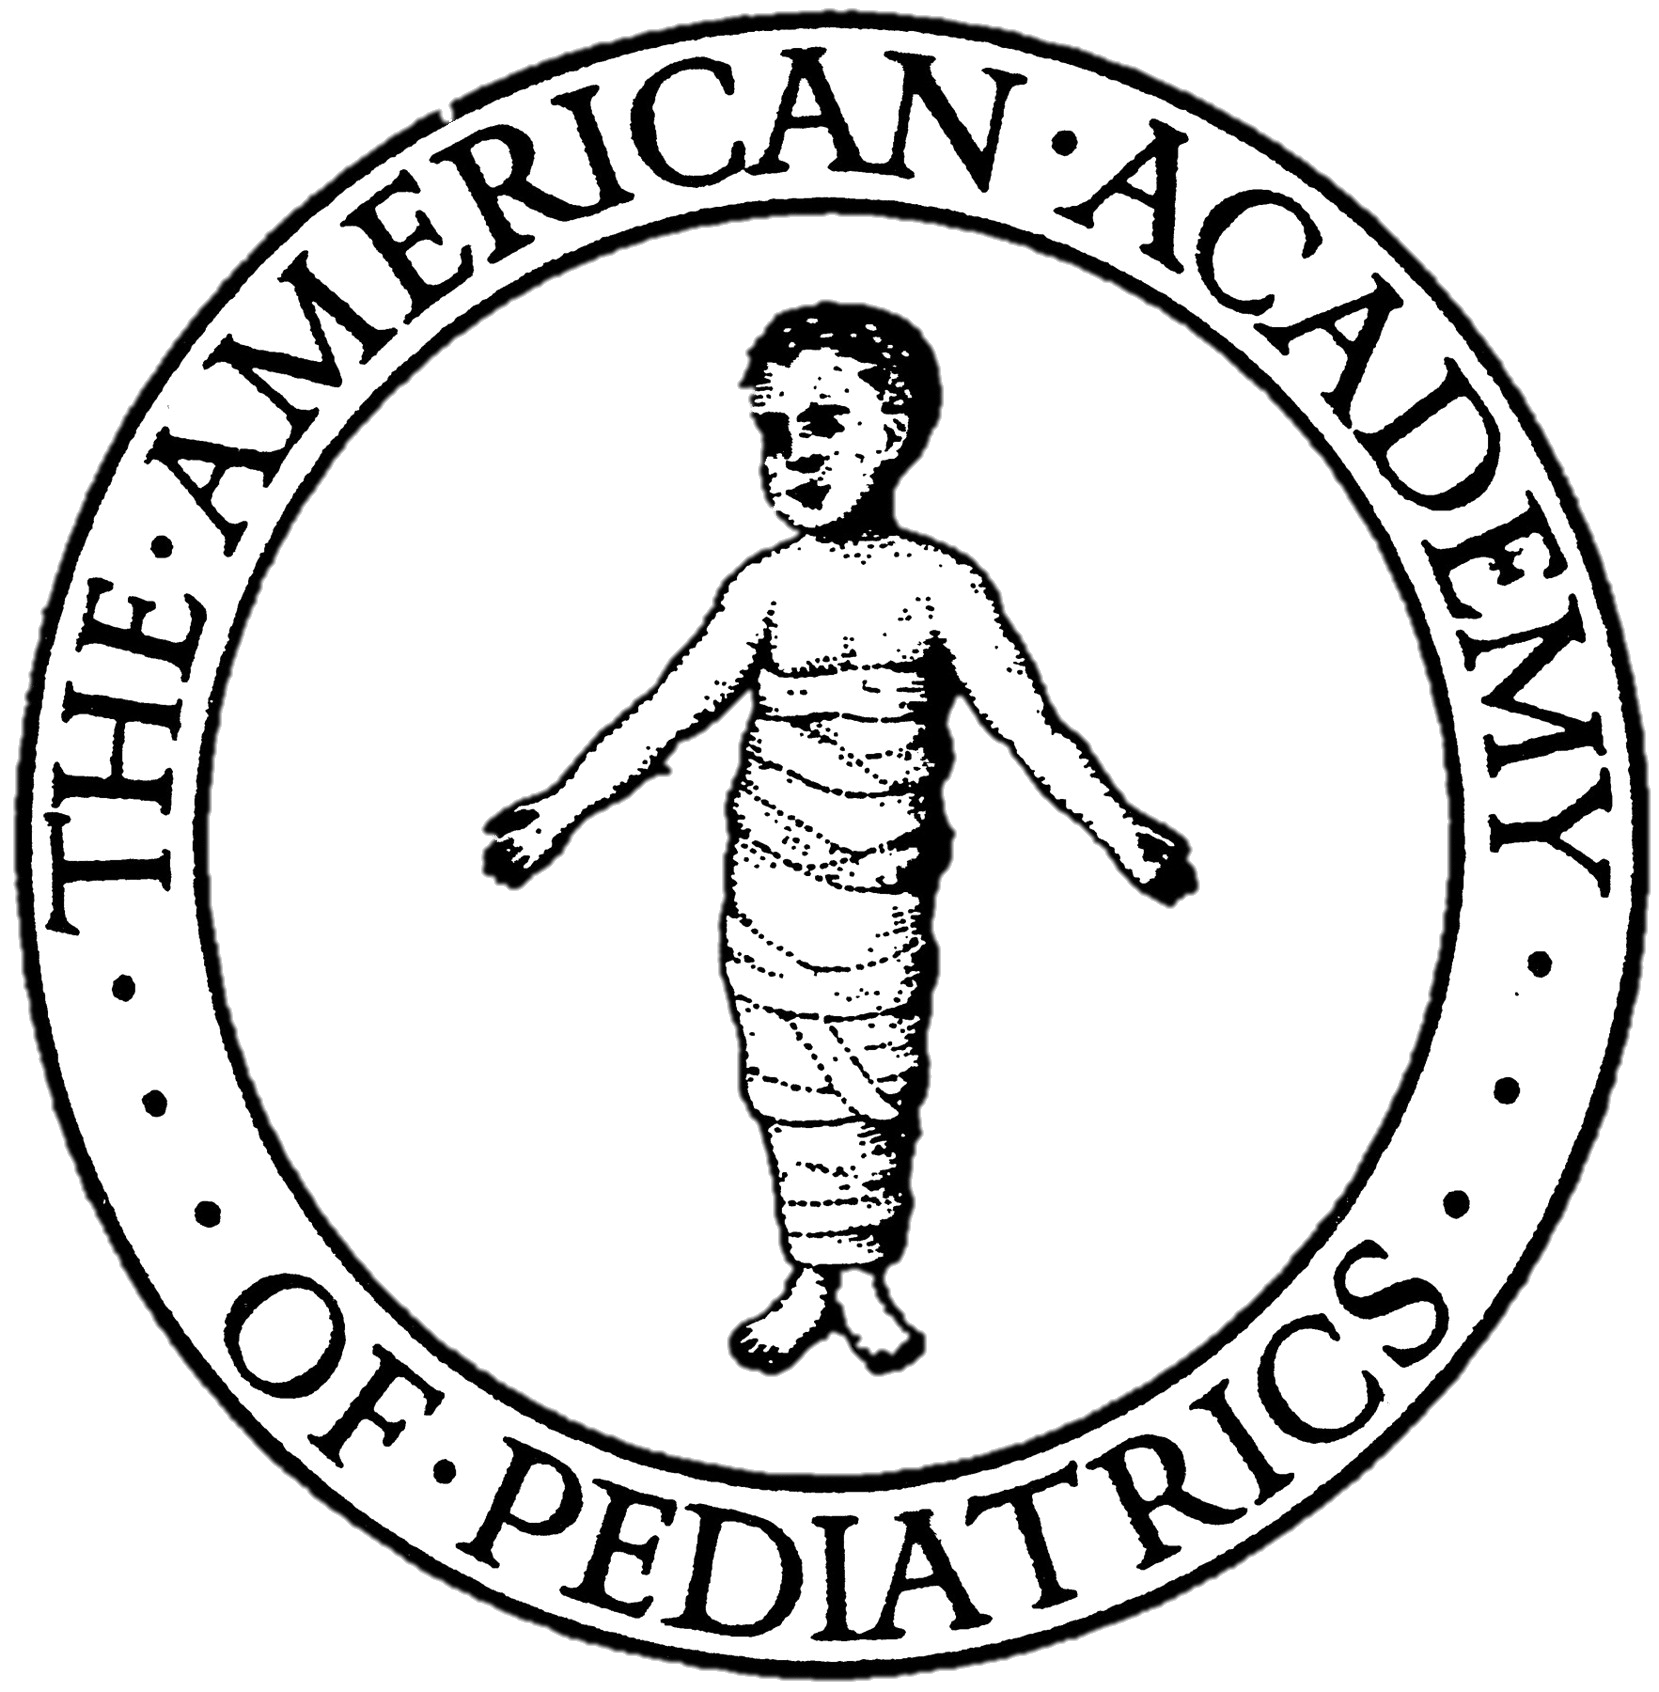 THE · AMERICAN · ACADEMY
OF · PEDIATRICS